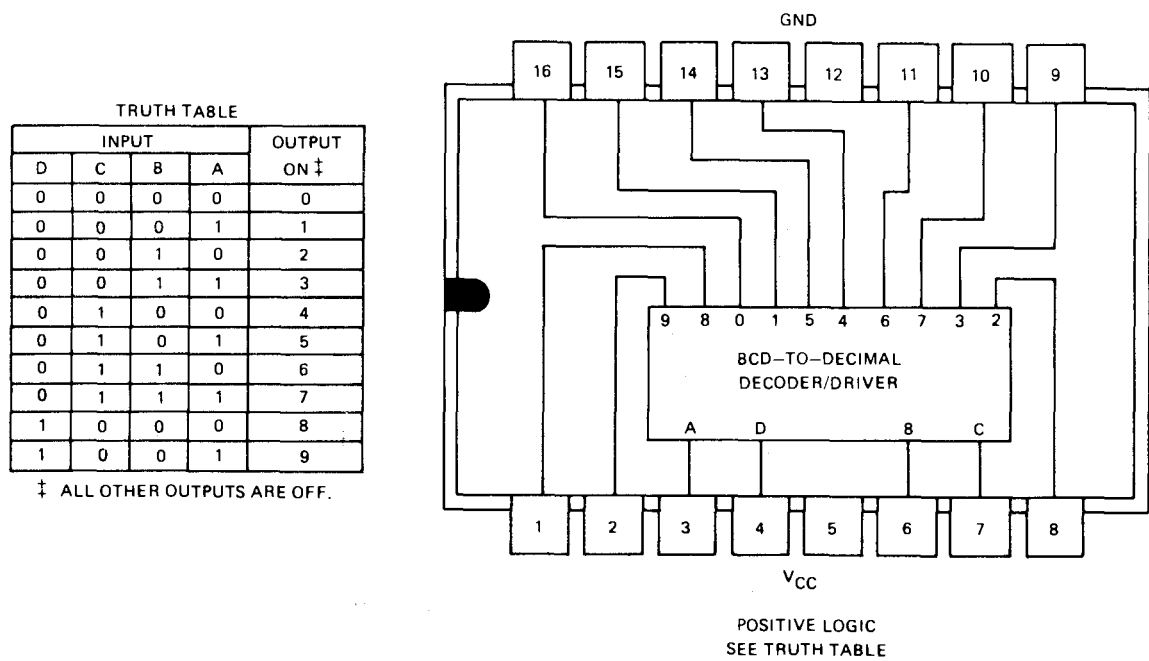 TRUTH TABLE
INPUT OUTPUT ON ‡
D C B A
0 0 0 0 0
0 0 0 1 1
0 0 1 0 2
0 0 1 1 3
0 1 0 0 4
0 1 0 1 5
0 1 1 0 6
0 1 1 1 7
1 0 0 0 8
1 0 0 1 9
‡ ALL OTHER OUTPUTS ARE OFF.
GND
16 15 14 13 12 11 10 9
9 8 0 1 5 4 6 7 3 2
BCD-TO-DECIMAL
DECODER/DRIVER
A D B C
1 2 3 4 5 6 7 8
VCC
POSITIVE LOGIC
SEE TRUTH TABLE